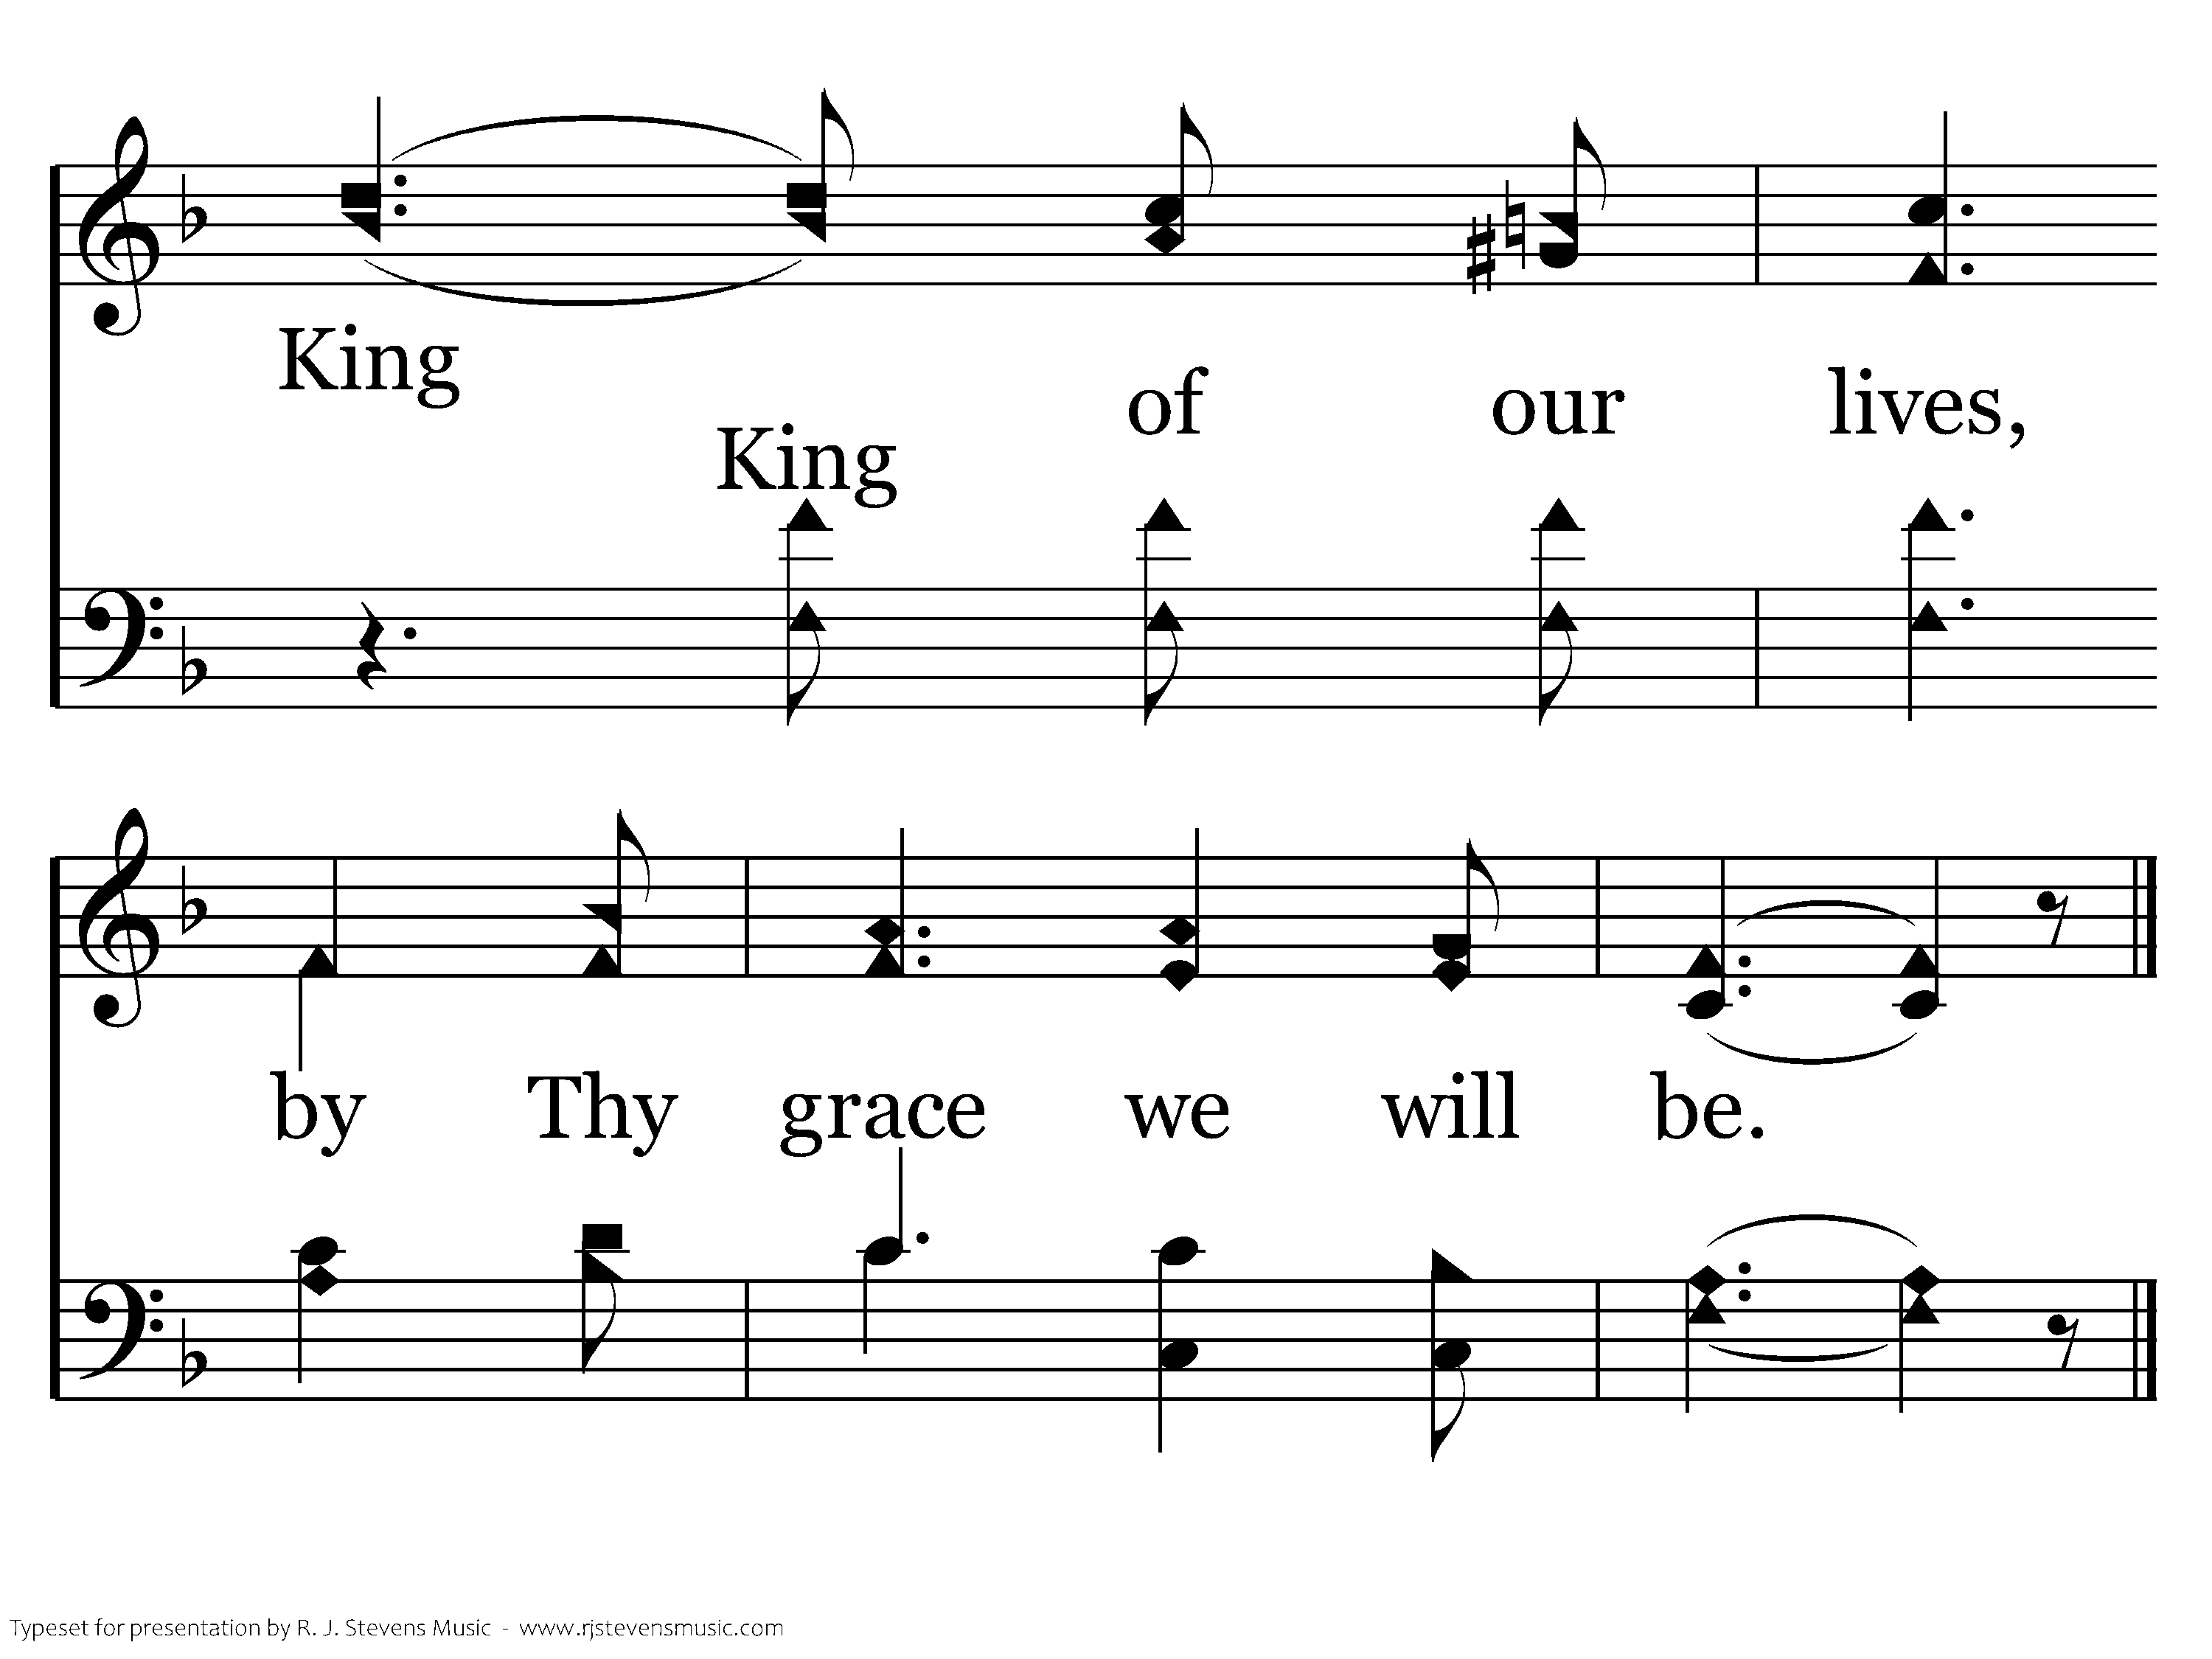 King of our lives,
King
by Thy grace we will be.
Typeset for presentation by R. J. Stevens Music - www.rjstevensmusic.com